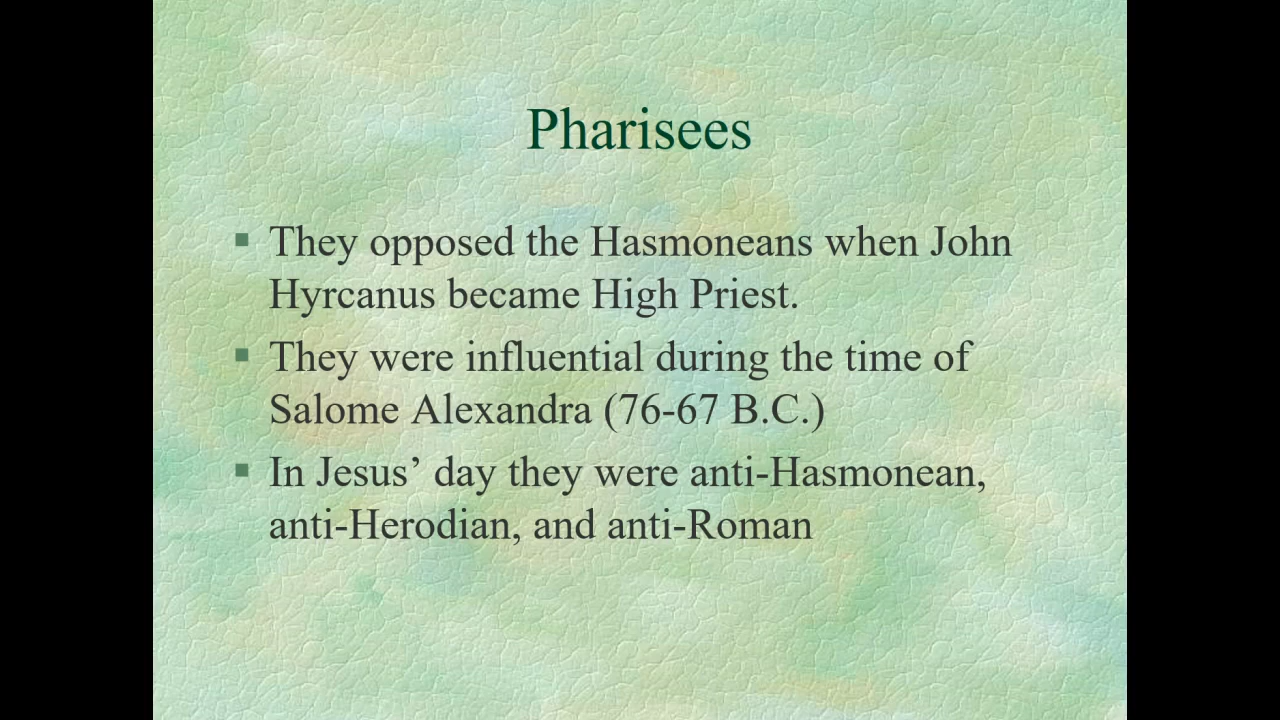 Pharisees
▪ They opposed the Hasmoneans when John
Hyrcanus became High Priest.
▪ They were influential during the time of
Salome Alexandra (76-67 B.C.)
▪ In Jesus’ day they were anti-Hasmonean,
anti-Herodian, and anti-Roman